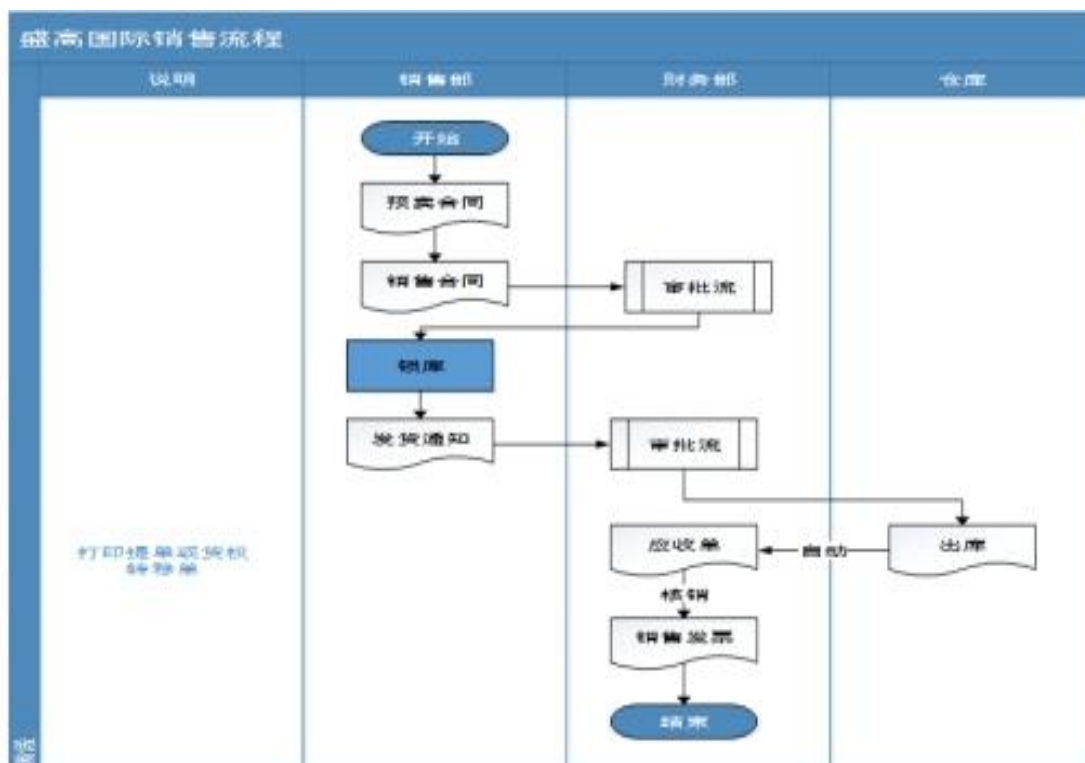 盛高国际销售流程
说明
销售部
财务部
仓库
开始
预卖合同
销售合同
审批流
锁库
发货通知
审批流
打印提单或货权
转移单
应收单
自动
出库
核销
销售发票
结束